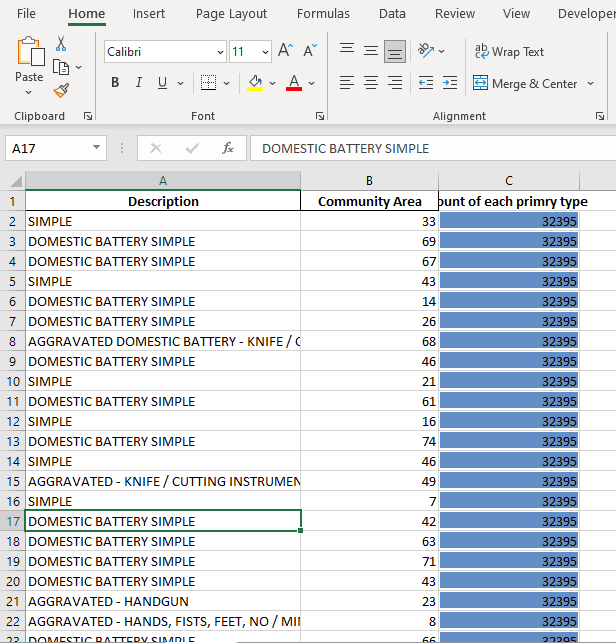 File Home Insert Page Layout Formulas Data Review View Developer
Calibri 11 A A ab Wrap Text
Paste B I U A Merge & Center
Clipboard Font Alignment
A17 fx DOMESTIC BATTERY SIMPLE
A B C
1 Description Community Area ount of each primry type
2 SIMPLE 33 32395
3 DOMESTIC BATTERY SIMPLE 69 32395
4 DOMESTIC BATTERY SIMPLE 67 32395
5 SIMPLE 43 32395
6 DOMESTIC BATTERY SIMPLE 14 32395
7 DOMESTIC BATTERY SIMPLE 26 32395
8 AGGRAVATED DOMESTIC BATTERY - KNIFE / C 68 32395
9 DOMESTIC BATTERY SIMPLE 46 32395
10 SIMPLE 21 32395
11 DOMESTIC BATTERY SIMPLE 61 32395
12 SIMPLE 16 32395
13 DOMESTIC BATTERY SIMPLE 74 32395
14 SIMPLE 46 32395
15 AGGRAVATED - KNIFE / CUTTING INSTRUMEN 49 32395
16 SIMPLE 7 32395
17 DOMESTIC BATTERY SIMPLE 42 32395
18 DOMESTIC BATTERY SIMPLE 63 32395
19 DOMESTIC BATTERY SIMPLE 71 32395
20 DOMESTIC BATTERY SIMPLE 43 32395
21 AGGRAVATED - HANDGUN 23 32395
22 AGGRAVATED - HANDS, FISTS, FEET, NO / MI 8 32395
23 DOMESTIC BATTERY SIMPLE 66 32395